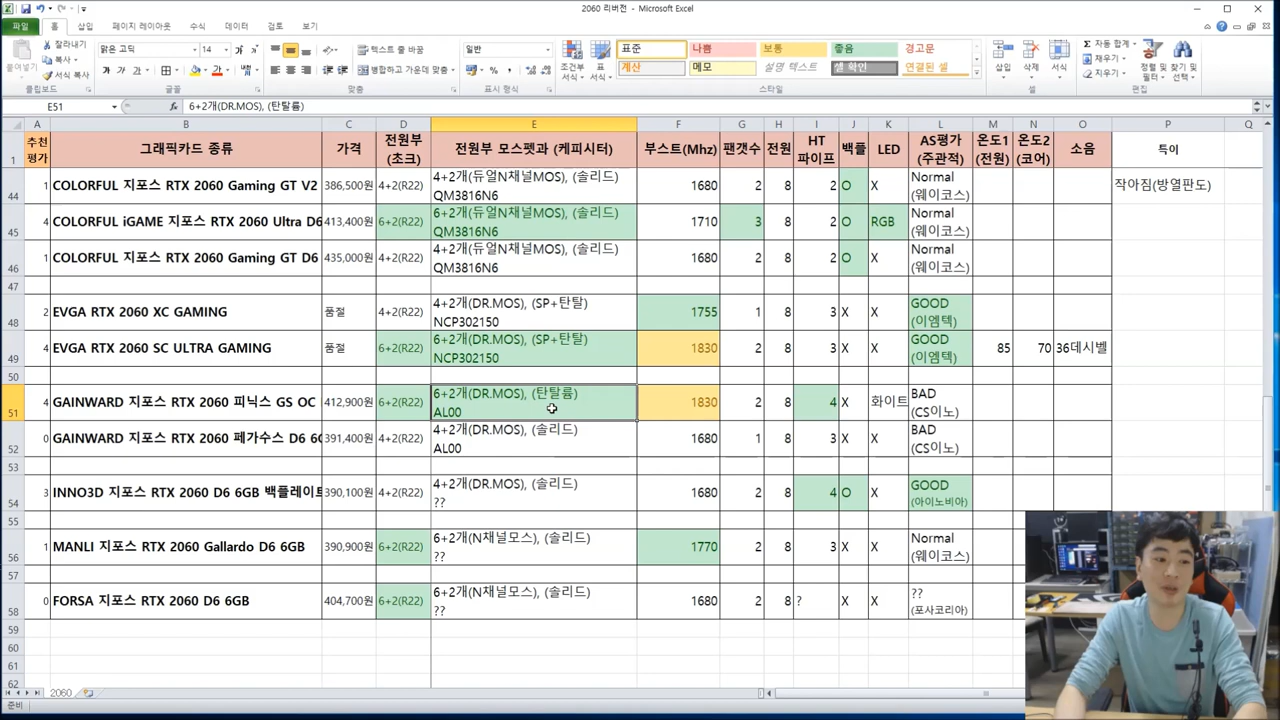 2060 리버전 - Microsoft Excel
파일 홈 삽입 페이지 레이아웃 수식 데이터 검토 보기
잘라내기
복사
서식 복사
붙여넣기
클립보드
맑은 고딕 14
가 가 가
글꼴
텍스트 줄 바꿈
병합하고 가운데 맞춤
맞춤
일반
표시 형식
조건부 서식
표 서식
표준 나쁨 보통 좋음 경고문
계산 메모 설명 텍스트 셀 확인 연결된 셀
스타일
삽입 삭제 서식
셀
자동 합계
채우기
지우기
정렬 및 필터
찾기 및 선택
편집
E51 fx 6+2개(DR.MOS), (탄탈륨)
A B C D E F G H I J K L M N O P Q
1 추천 평가 그래픽카드 종류 가격 전원부 (초크) 전원부 모스펫과 (케피시터) 부스트(Mhz) 팬갯수 전원 HT 파이프 백플 LED AS평가 (주관적) 온도1 (전원) 온도2 (코어) 소음 특이
44 1 COLORFUL 지포스 RTX 2060 Gaming GT V2 386,500원 4+2(R22) 4+2개(듀얼N채널MOS), (솔리드) QM3816N6 1680 2 8 2 O X Normal (웨이코스) 작아짐(방열판도)
45 4 COLORFUL iGAME 지포스 RTX 2060 Ultra D6 413,400원 6+2(R22) 6+2개(듀얼N채널MOS), (솔리드) QM3816N6 1710 3 8 2 O RGB Normal (웨이코스)
46 1 COLORFUL 지포스 RTX 2060 Gaming GT D6 435,000원 4+2(R22) 4+2개(듀얼N채널MOS), (솔리드) QM3816N6 1680 2 8 2 O X Normal (웨이코스)
47
48 2 EVGA RTX 2060 XC GAMING 품절 4+2(R22) 4+2개(DR.MOS), (SP+탄탈) NCP302150 1755 1 8 3 X X GOOD (이엠텍)
49 4 EVGA RTX 2060 SC ULTRA GAMING 품절 6+2(R22) 6+2개(DR.MOS), (SP+탄탈) NCP302150 1830 2 8 3 X X GOOD (이엠텍) 85 70 36데시벨
50
51 4 GAINWARD 지포스 RTX 2060 피닉스 GS OC 412,900원 6+2(R22) 6+2개(DR.MOS), (탄탈륨) AL00 1830 2 8 4 X 화이트 BAD (CS이노)
52 0 GAINWARD 지포스 RTX 2060 페가수스 D6 6G 391,400원 4+2(R22) 4+2개(DR.MOS), (솔리드) AL00 1680 1 8 3 X X BAD (CS이노)
53
54 3 INNO3D 지포스 RTX 2060 D6 6GB 백플레이트 390,100원 4+2(R22) 4+2개(DR.MOS), (솔리드) ?? 1680 2 8 4 O X GOOD (아이노비아)
55
56 1 MANLI 지포스 RTX 2060 Gallardo D6 6GB 390,900원 6+2(R22) 6+2개(N채널모스), (솔리드) ?? 1770 2 8 3 X X Normal (웨이코스)
57
58 0 FORSA 지포스 RTX 2060 D6 6GB 404,700원 6+2(R22) 6+2개(N채널모스), (솔리드) ?? 1680 2 8 ? X X ?? (포사코리아)
59
60
61
62
2060
준비